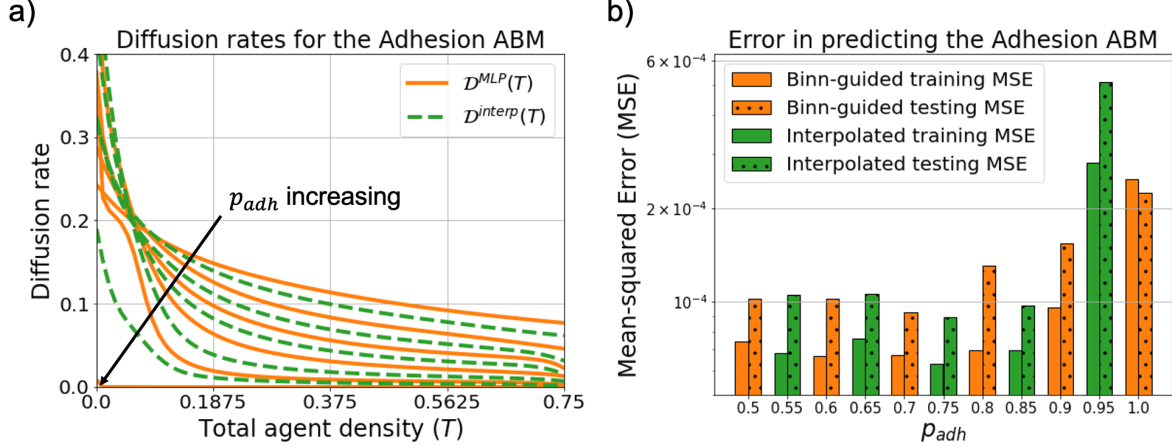 a)
Diffusion rates for the Adhesion ABM
0.4
0.3
0.2
0.1
0.0
Diffusion rate
𝒟^{MLP}(T)
𝒟^{interp}(T)
p_{adh} increasing
0.0 0.1875 0.375 0.5625 0.75
Total agent density (T)
b)
Error in predicting the Adhesion ABM
6 × 10^{-4}
2 × 10^{-4}
10^{-4}
Mean-squared Error (MSE)
Binn-guided training MSE
Binn-guided testing MSE
Interpolated training MSE
Interpolated testing MSE
0.5 0.55 0.6 0.65 0.7 0.75 0.8 0.85 0.9 0.95 1.0
p_{adh}